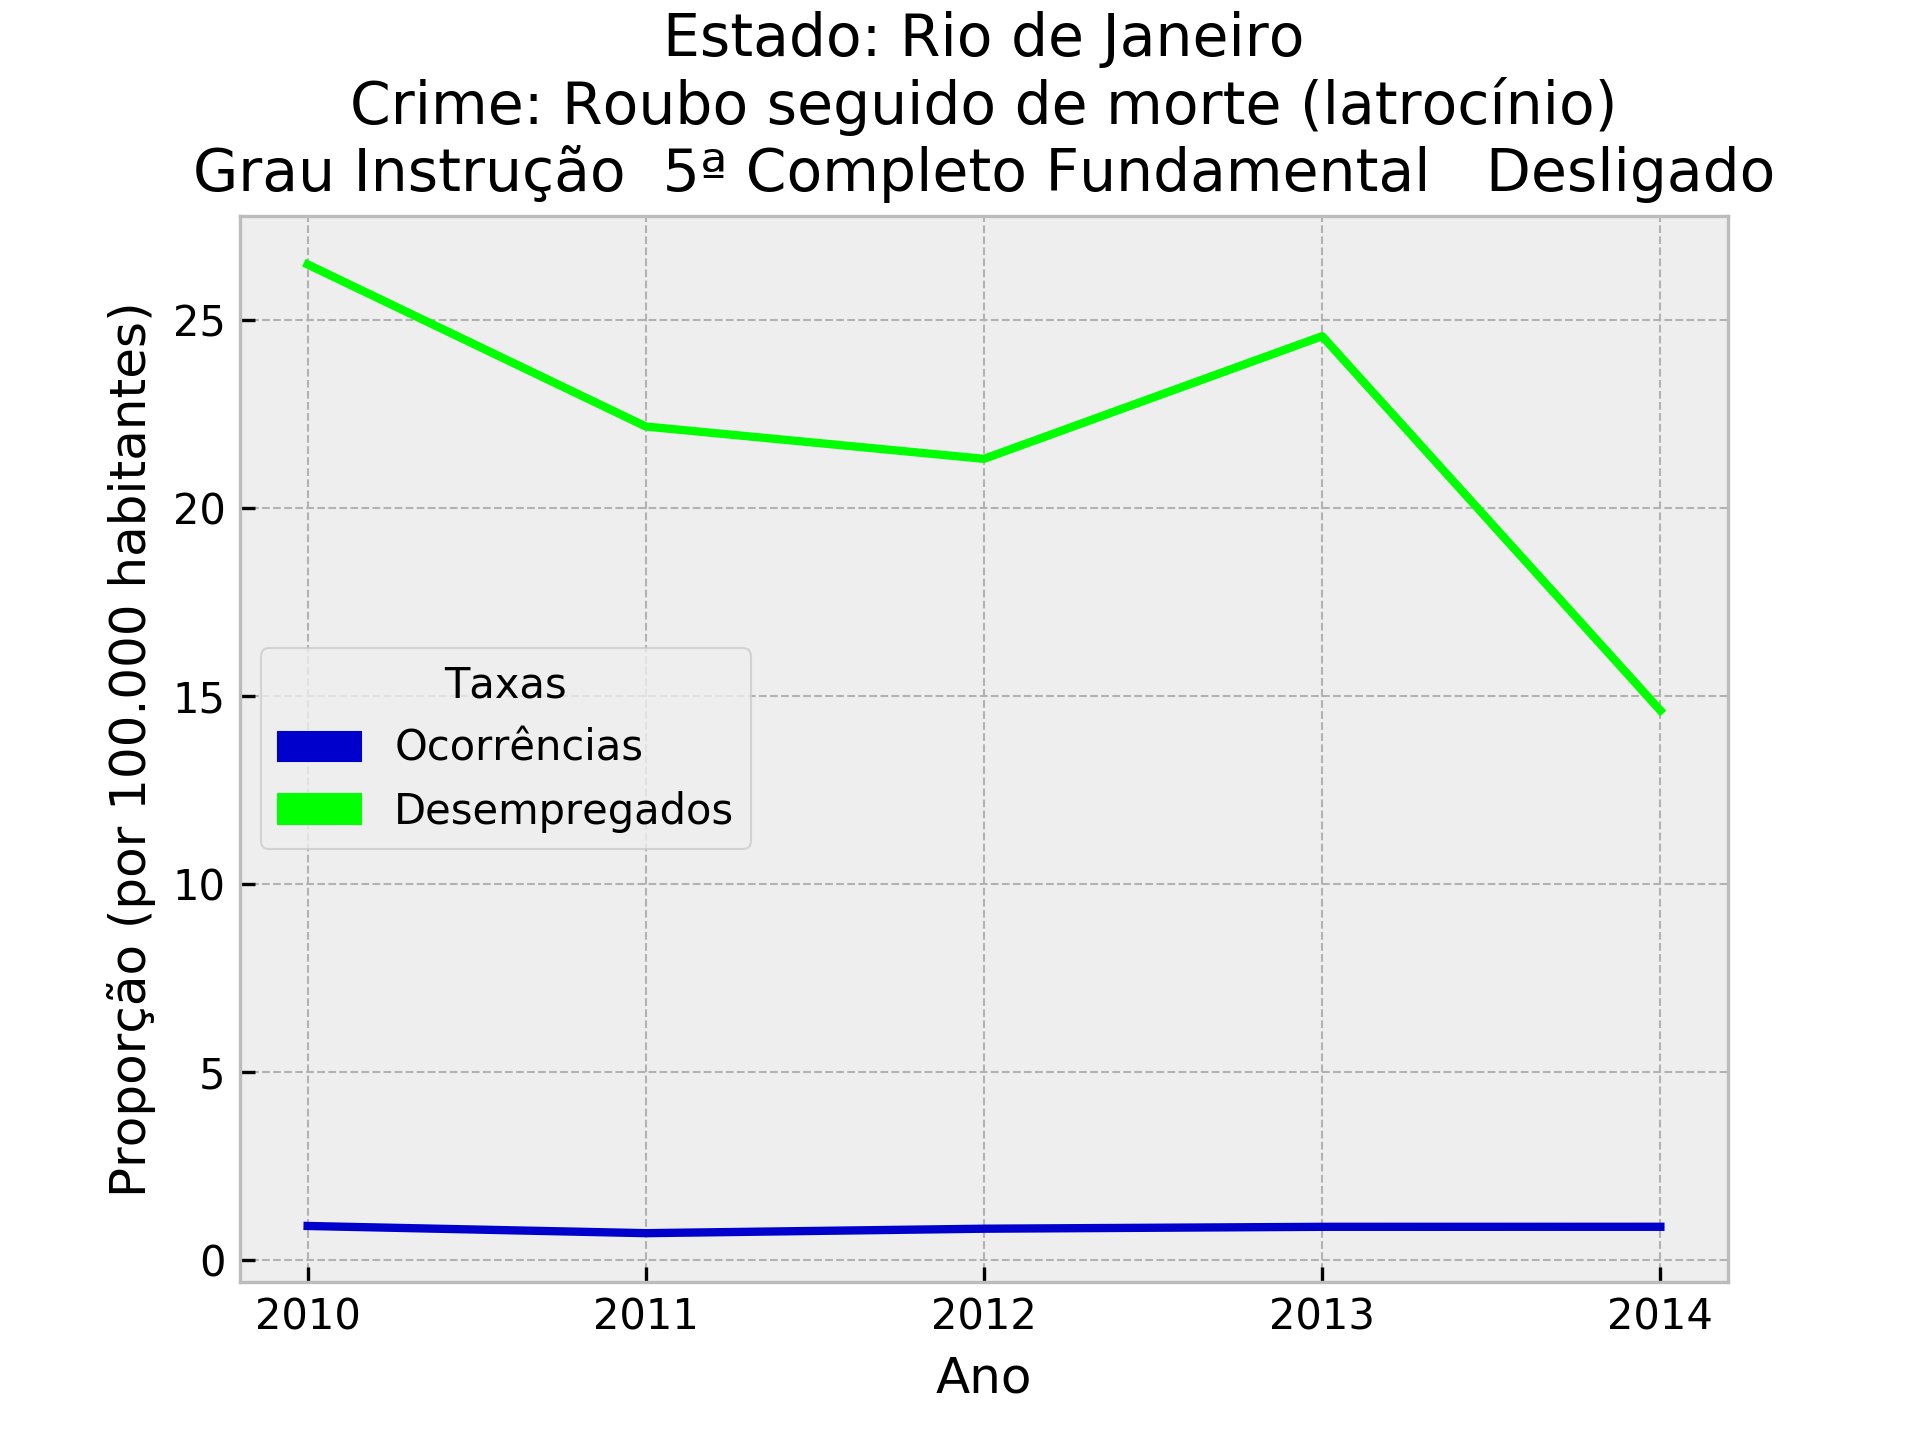 Estado: Rio de Janeiro
Crime: Roubo seguido de morte (latrocínio)
Grau Instrução  5ª Completo Fundamental   Desligado
Proporção (por 100.000 habitantes)
25
20
15
10
5
0
Taxas
Ocorrências
Desempregados
2010 2011 2012 2013 2014
Ano